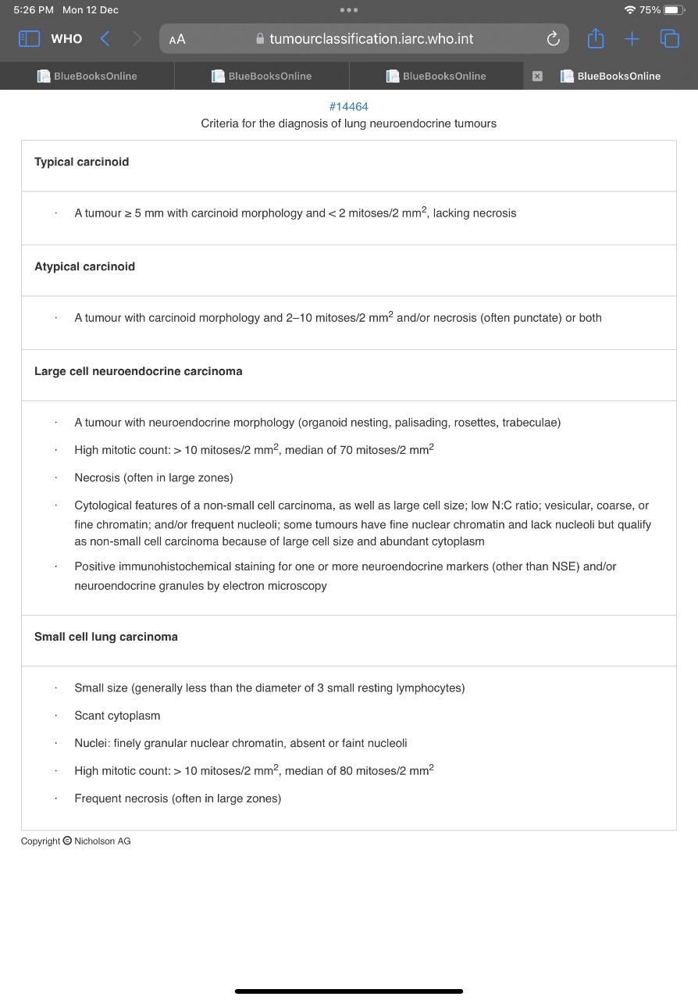 5:26 PM Mon 12 Dec
75%
WHO
AA
tumourclassification.iarc.who.int
BlueBooksOnline
BlueBooksOnline
BlueBooksOnline
BlueBooksOnline
#14464
Criteria for the diagnosis of lung neuroendocrine tumours
Typical carcinoid
· A tumour ≥ 5 mm with carcinoid morphology and < 2 mitoses/2 mm², lacking necrosis
Atypical carcinoid
· A tumour with carcinoid morphology and 2–10 mitoses/2 mm² and/or necrosis (often punctate) or both
Large cell neuroendocrine carcinoma
· A tumour with neuroendocrine morphology (organoid nesting, palisading, rosettes, trabeculae)
· High mitotic count: > 10 mitoses/2 mm², median of 70 mitoses/2 mm²
· Necrosis (often in large zones)
· Cytological features of a non-small cell carcinoma, as well as large cell size; low N:C ratio; vesicular, coarse, or
fine chromatin; and/or frequent nucleoli; some tumours have fine nuclear chromatin and lack nucleoli but qualify
as non-small cell carcinoma because of large cell size and abundant cytoplasm
· Positive immunohistochemical staining for one or more neuroendocrine markers (other than NSE) and/or
neuroendocrine granules by electron microscopy
Small cell lung carcinoma
· Small size (generally less than the diameter of 3 small resting lymphocytes)
· Scant cytoplasm
· Nuclei: finely granular nuclear chromatin, absent or faint nucleoli
· High mitotic count: > 10 mitoses/2 mm², median of 80 mitoses/2 mm²
· Frequent necrosis (often in large zones)
Copyright © Nicholson AG